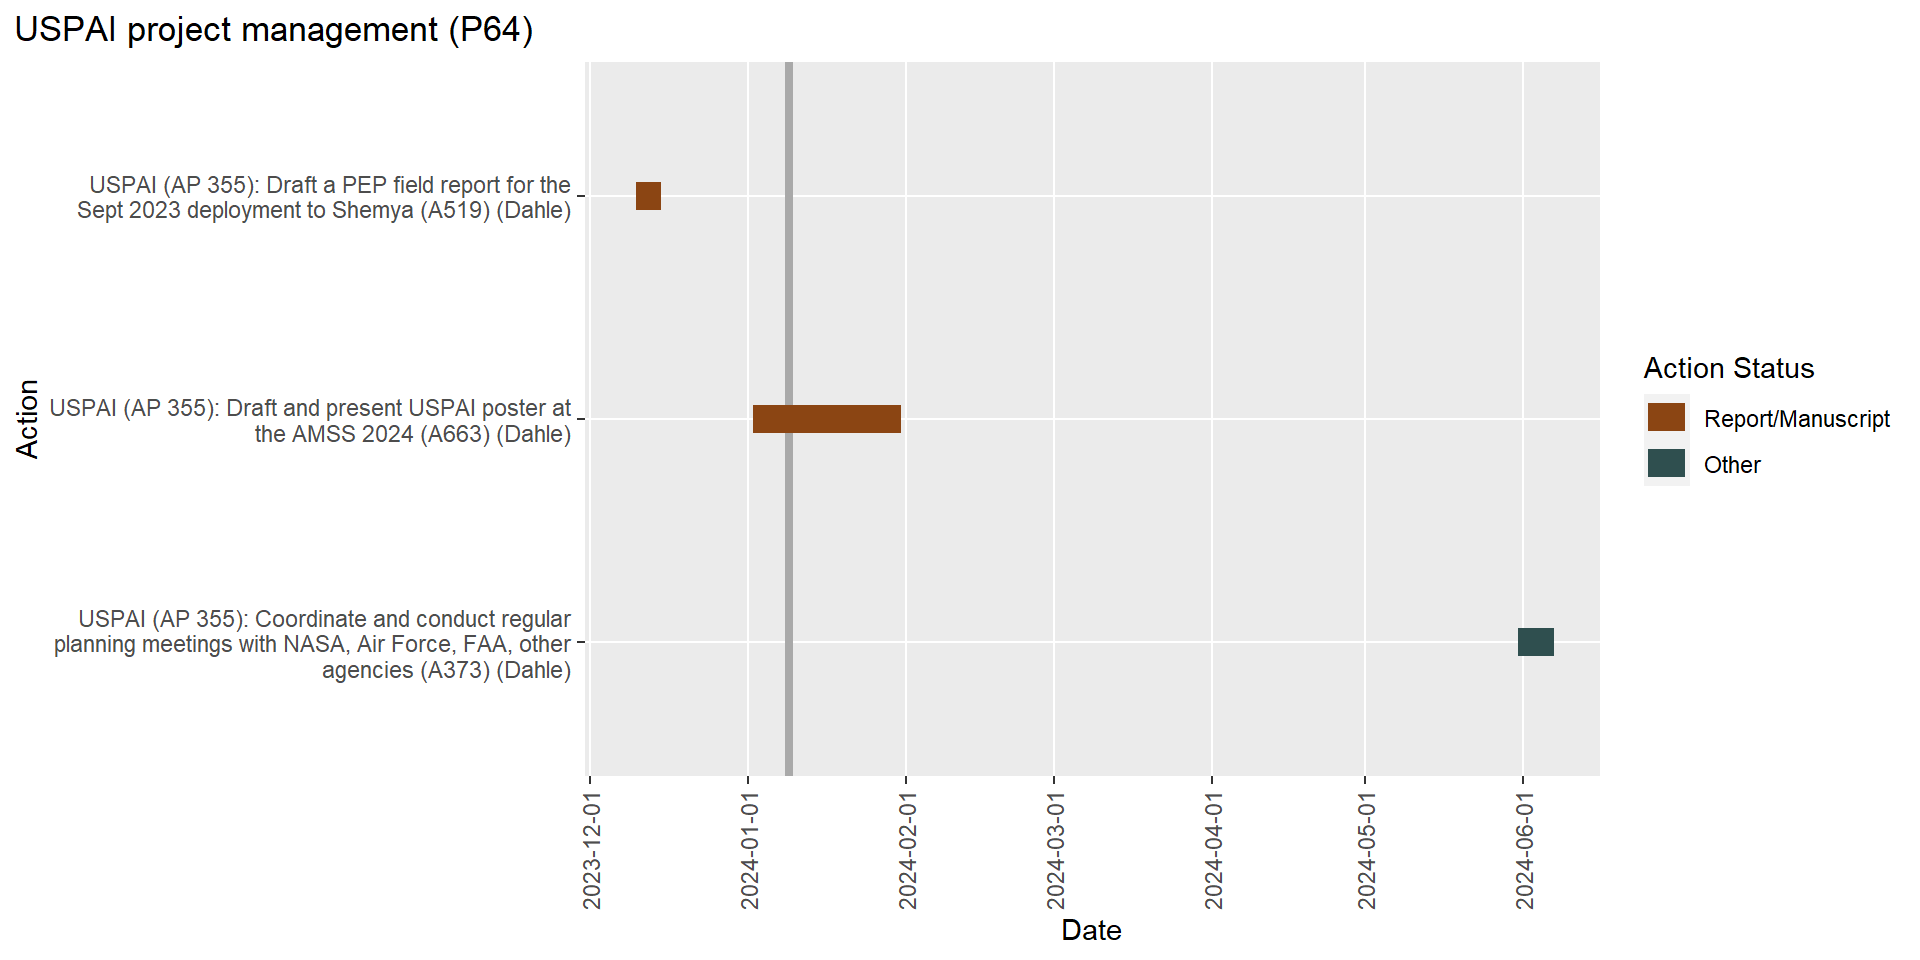 USPAI project management (P64)
USPAI (AP 355): Draft a PEP field report for the
Sept 2023 deployment to Shemya (A519) (Dahle)
USPAI (AP 355): Draft and present USPAI poster at
the AMSS 2024 (A663) (Dahle)
USPAI (AP 355): Coordinate and conduct regular
planning meetings with NASA, Air Force, FAA, other
agencies (A373) (Dahle)
Action
2023-12-01
2024-01-01
2024-02-01
2024-03-01
2024-04-01
2024-05-01
2024-06-01
Date
Action Status
Report/Manuscript
Other